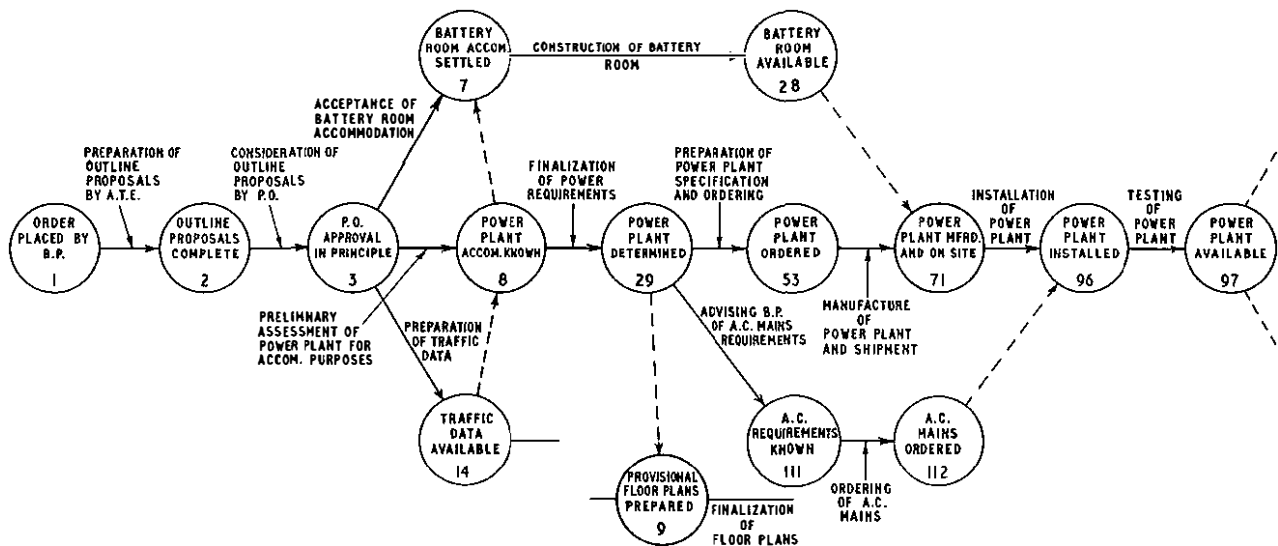 BATTERY
ROOM ACCOM.
SETTLED
7
CONSTRUCTION OF BATTERY
ROOM
BATTERY
ROOM
AVAILABLE
28
ACCEPTANCE OF
BATTERY ROOM
ACCOMMODATION
PREPARATION OF
OUTLINE
PROPOSALS
BY A.T.E.
CONSIDERATION OF
OUTLINE
PROPOSALS
BY P.O.
FINALIZATION
OF POWER
REQUIREMENTS
PREPARATION OF
POWER PLANT
SPECIFICATION
AND ORDERING
INSTALLATION
OF
POWER PLANT
TESTING
OF
POWER PLANT
ORDER
PLACED BY
B.P.
1
OUTLINE
PROPOSALS
COMPLETE
2
P.O.
APPROVAL
IN PRINCIPLE
3
POWER
PLANT
ACCOM. KNOWN
8
POWER
PLANT
DETERMINED
29
POWER
PLANT
ORDERED
53
POWER
PLANT MFRD.
AND ON SITE
71
POWER
PLANT
INSTALLED
96
POWER
PLANT
AVAILABLE
97
PRELIMINARY
ASSESSMENT OF
POWER PLANT FOR
ACCOM. PURPOSES
PREPARATION
OF TRAFFIC
DATA
ADVISING B.P.
OF A.C. MAINS
REQUIREMENTS
MANUFACTURE
OF
POWER PLANT
AND SHIPMENT
TRAFFIC
DATA
AVAILABLE
14
A.C.
REQUIREMENTS
KNOWN
111
A.C.
MAINS
ORDERED
112
PROVISIONAL
FLOOR PLANS
PREPARED
9
FINALIZATION
OF
FLOOR PLANS
ORDERING
OF A.C.
MAINS